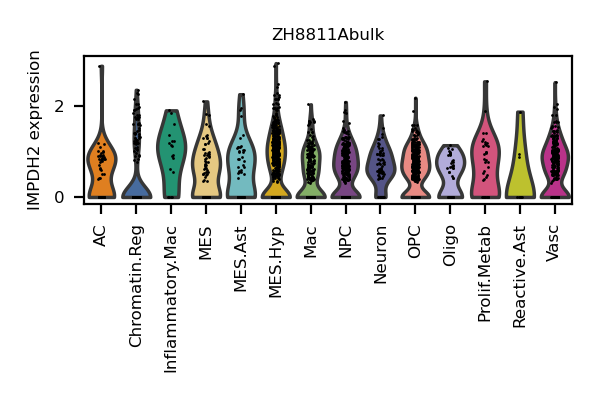 ZH8811Abulk
IMPDH2 expression
2
0
AC
Chromatin.Reg
Inflammatory.Mac
MES
MES.Ast
MES.Hyp
Mac
NPC
Neuron
OPC
Oligo
Prolif.Metab
Reactive.Ast
Vasc